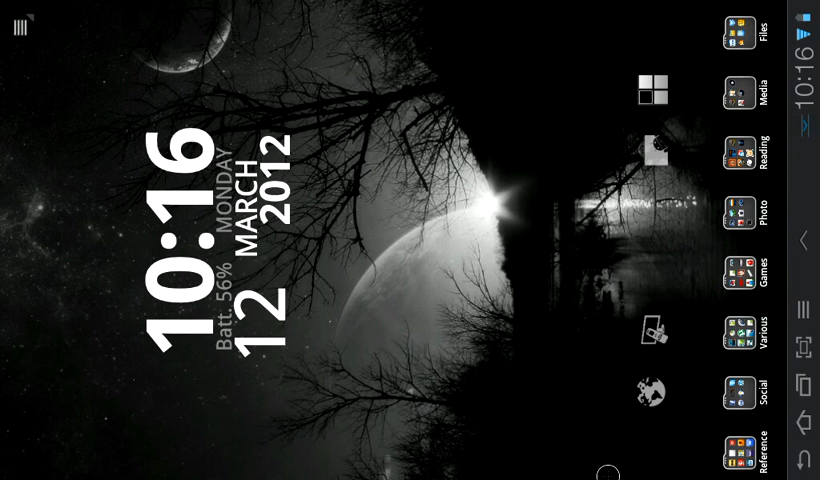 10:16
Batt. 56% MONDAY
12 MARCH
2012
Reference
Social
Various
Games
Photo
Reading
Media
Files
10:16